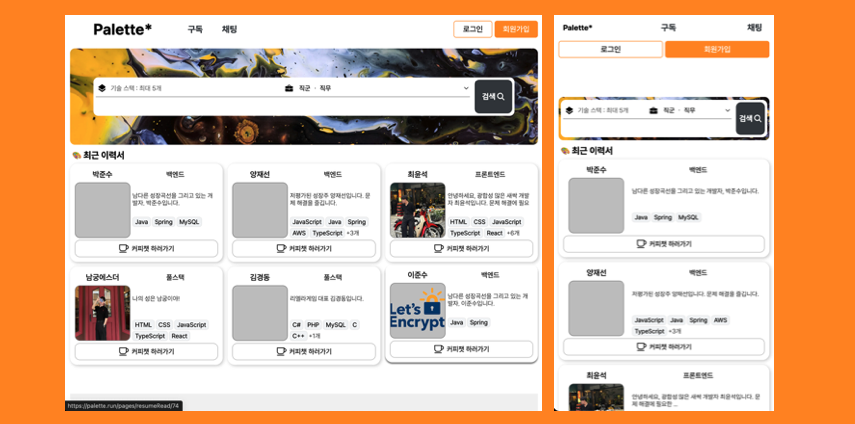 Palette* 구독 채팅 로그인 회원가입
기술 스택 : 최대 5개 직군 · 직무 검색
최근 이력서
박준수 백엔드
남다른 성장곡선을 그리고 있는 개
발자, 박준수입니다.
Java Spring MySQL
커피챗 하러가기
양재선 백엔드
저평가된 성장주 양재선입니다. 문
제 해결을 즐깁니다.
JavaScript Java Spring
AWS TypeScript +3개
커피챗 하러가기
최윤석 프론트엔드
안녕하세요, 광합성 많은 새벽 개발
자 최윤석입니다. 문제 해결에 필요
HTML CSS JavaScript
TypeScript React +6개
커피챗 하러가기
남궁에스더 풀스택
나의 성은 남궁이야!
HTML CSS JavaScript
TypeScript React
커피챗 하러가기
김경동 풀스택
리멤라게임 대표 김경동입니다.
C# PHP MySQL C
C++ +1개
커피챗 하러가기
이준수 백엔드
Let's
Encrypt
남다른 성장곡선을 그리고 있는 개
발자, 이준수입니다.
Java Spring
커피챗 하러가기
https://palette.run/pages/resumeRead/74
Palette* 구독 채팅
로그인 회원가입
기술 스택 : 최대 5개 직군 · 직무 검색
최근 이력서
박준수 백엔드
남다른 성장곡선을 그리고 있는 개발자, 박준수입니다.
Java Spring MySQL
커피챗 하러가기
양재선 백엔드
저평가된 성장주 양재선입니다. 문제 해결을 즐깁니다.
JavaScript Java Spring AWS
TypeScript +3개
커피챗 하러가기
최윤석 프론트엔드
안녕하세요, 광합성 많은 새벽 개발자 최윤석입니다. 문
제 해결에 필요한 ...